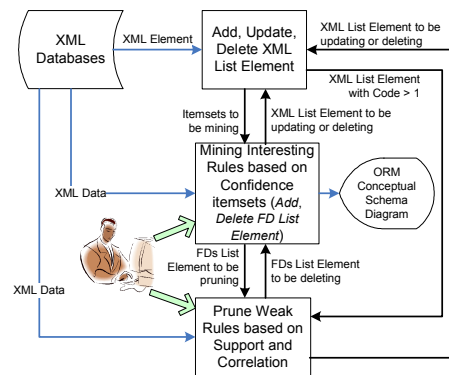 XML
Databases
XML Element
Add, Update,
Delete XML
List Element
XML List Element to be
updating or deleting
XML List Element
with Code > 1
Itemsets to
be mining
XML List Element to be
updating or deleting
Mining Interesting
Rules based on
Confidence
itemsets (Add,
Delete FD List
Element)
ORM
Conceptual
Schema
Diagram
XML Data
FDs List
Element to be
pruning
FDs List Element
to be deleting
XML Data
Prune Weak
Rules based on
Support and
Correlation